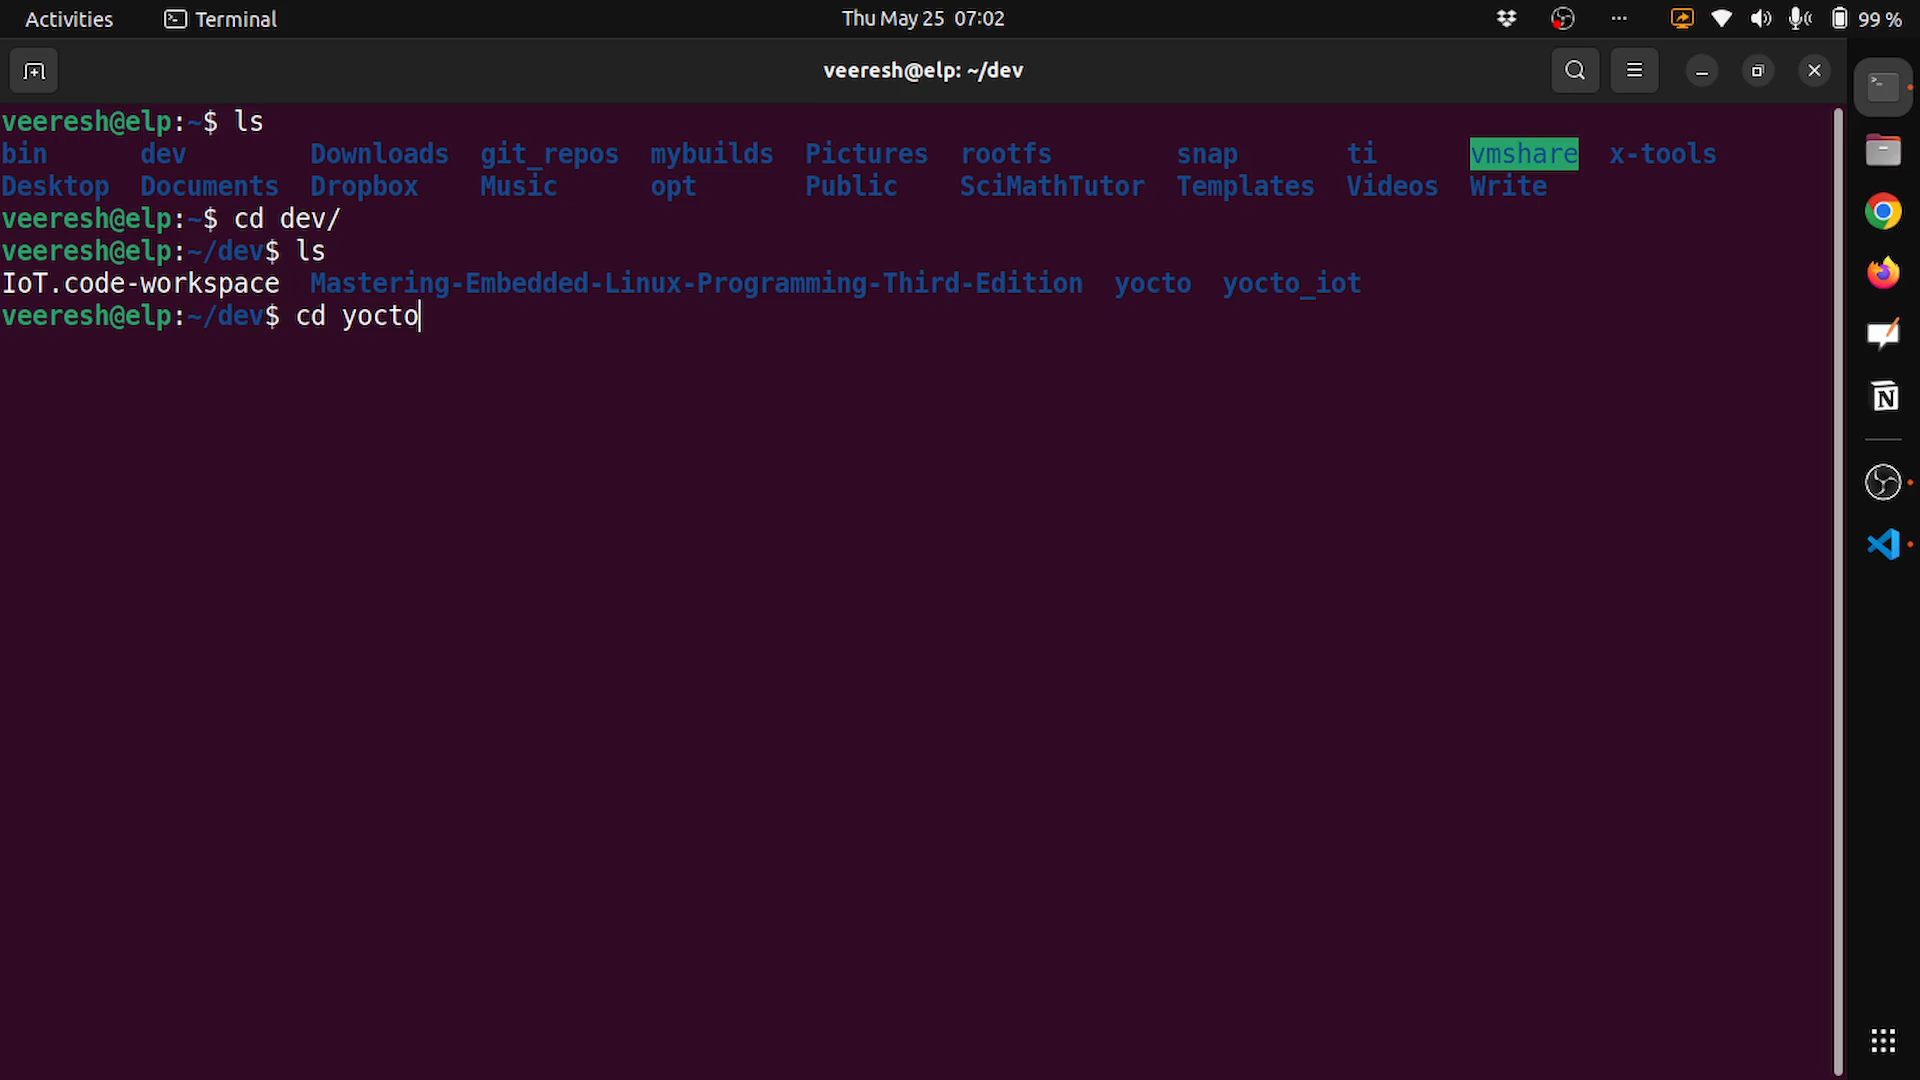 Activities Terminal Thu May 25 07:02 99 %
veeresh@elp: ~/dev
veeresh@elp:~$ ls
bin dev Downloads git_repos mybuilds Pictures rootfs snap ti vmshare x-tools
Desktop Documents Dropbox Music opt Public SciMathTutor Templates Videos Write
veeresh@elp:~$ cd dev/
veeresh@elp:~/dev$ ls
IoT.code-workspace Mastering-Embedded-Linux-Programming-Third-Edition yocto yocto_iot
veeresh@elp:~/dev$ cd yocto